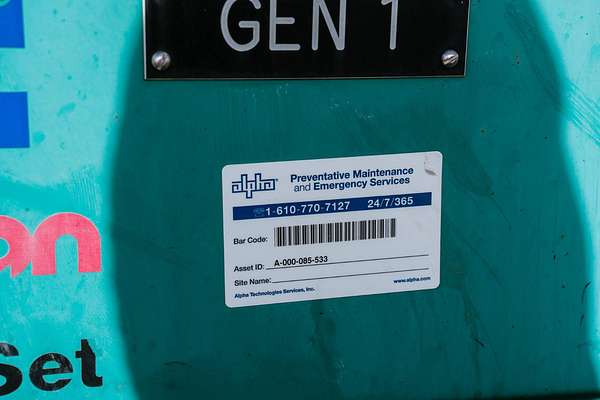 GEN 1
alpha
Preventative Maintenance
and Emergency Services
1-610-770-7127 24/7/365
Bar Code:
Asset ID: A-000-085-533
Site Name:
Alpha Technologies Services, Inc.
www.alpha.com
an
Set